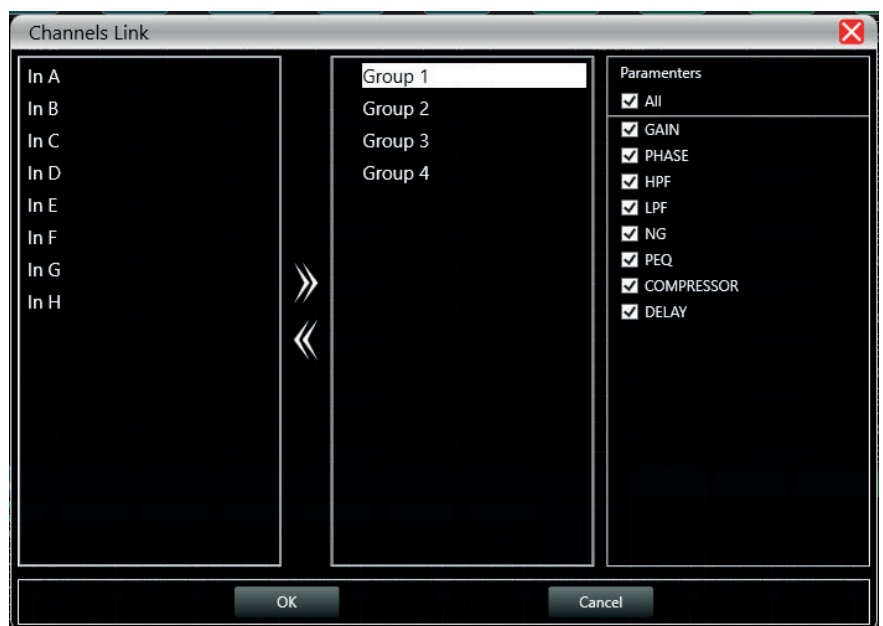 Channels Link
In A
In B
In C
In D
In E
In F
In G
In H
Group 1
Group 2
Group 3
Group 4
Paramenters
All
GAIN
PHASE
HPF
LPF
NG
PEQ
COMPRESSOR
DELAY
OK
Cancel